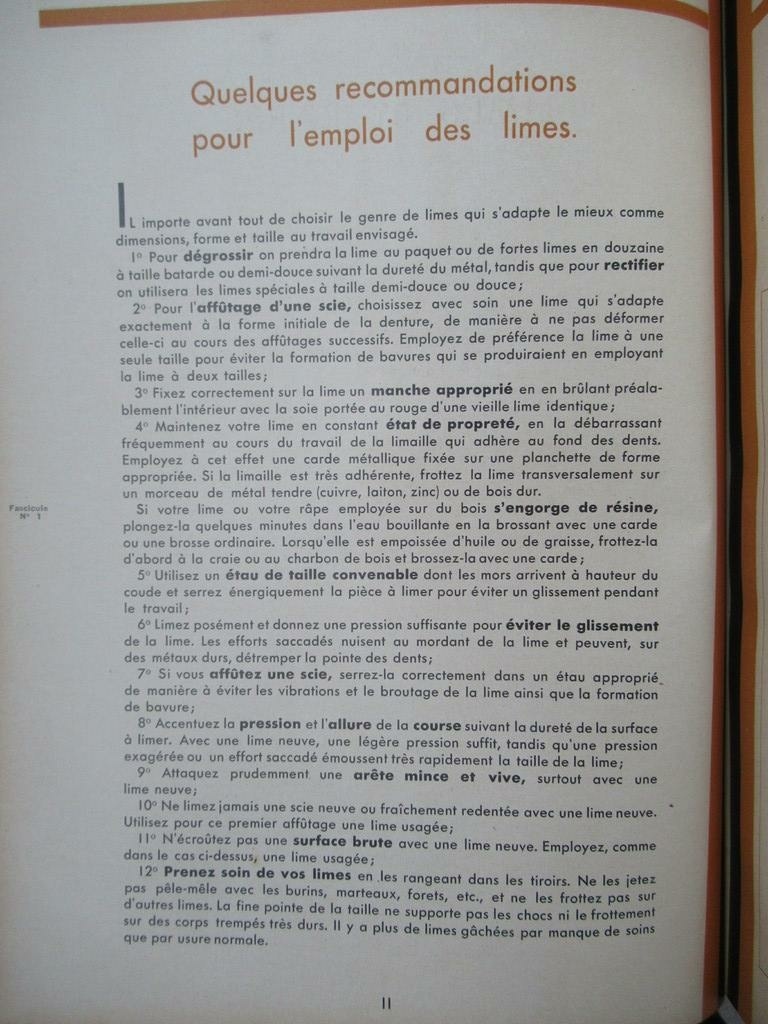 Quelques recommandations
pour l'emploi des limes.
IL importe avant tout de choisir le genre de limes qui s'adapte le mieux comme
dimensions, forme et taille au travail envisagé.
1° Pour dégrossir on prendra la lime au paquet ou de fortes limes en douzaine
à taille batarde ou demi-douce suivant la dureté du métal, tandis que pour rectifier
on utilisera les limes spéciales à taille demi-douce ou douce;
2° Pour l'affûtage d'une scie, choisissez avec soin une lime qui s'adapte
exactement à la forme initiale de la denture, de manière à ne pas déformer
celle-ci au cours des affûtages successifs. Employez de préférence la lime à une
seule taille pour éviter la formation de bavures qui se produiraient en employant
la lime à deux tailles;
3° Fixez correctement sur la lime un manche approprié en en brûlant préala-
blement l'intérieur avec la soie portée au rouge d'une vieille lime identique;
4° Maintenez votre lime en constant état de propreté, en la débarrassant
fréquemment au cours du travail de la limaille qui adhère au fond des dents.
Employez à cet effet une carde métallique fixée sur une planchette de forme
appropriée. Si la limaille est très adhérente, frottez la lime transversalement sur
un morceau de métal tendre (cuivre, laiton, zinc) ou de bois dur.
Si votre lime ou votre râpe employée sur du bois s'engorge de résine,
plongez-la quelques minutes dans l'eau bouillante en la brossant avec une carde
ou une brosse ordinaire. Lorsqu'elle est empoissée d'huile ou de graisse, frottez-la
d'abord à la craie ou au charbon de bois et brossez-la avec une carde;
Fascicule
N° 1
5° Utilisez un étau de taille convenable dont les mors arrivent à hauteur du
coude et serrez énergiquement la pièce à limer pour éviter un glissement pendant
le travail;
6° Limez posément et donnez une pression suffisante pour éviter le glissement
de la lime. Les efforts saccadés nuisent au mordant de la lime et peuvent, sur
des métaux durs, détremper la pointe des dents;
7° Si vous affûtez une scie, serrez-la correctement dans un étau approprié
de manière à éviter les vibrations et le broutage de la lime ainsi que la formation
de bavure;
8° Accentuez la pression et l'allure de la course suivant la dureté de la surface
à limer. Avec une lime neuve, une légère pression suffit, tandis qu'une pression
exagérée ou un effort saccadé émoussent très rapidement la taille de la lime;
9° Attaquez prudemment une arête mince et vive, surtout avec une
lime neuve;
10° Ne limez jamais une scie neuve ou fraîchement redentée avec une lime neuve.
Utilisez pour ce premier affûtage une lime usagée;
11° N'écroûtez pas une surface brute avec une lime neuve. Employez, comme
dans le cas ci-dessus, une lime usagée;
12° Prenez soin de vos limes en les rangeant dans les tiroirs. Ne les jetez
pas pêle-mêle avec les burins, marteaux, forets, etc., et ne les frottez pas sur
d'autres limes. La fine pointe de la taille ne supporte pas les chocs ni le frottement
sur des corps trempés très durs. Il y a plus de limes gâchées par manque de soins
que par usure normale.
11